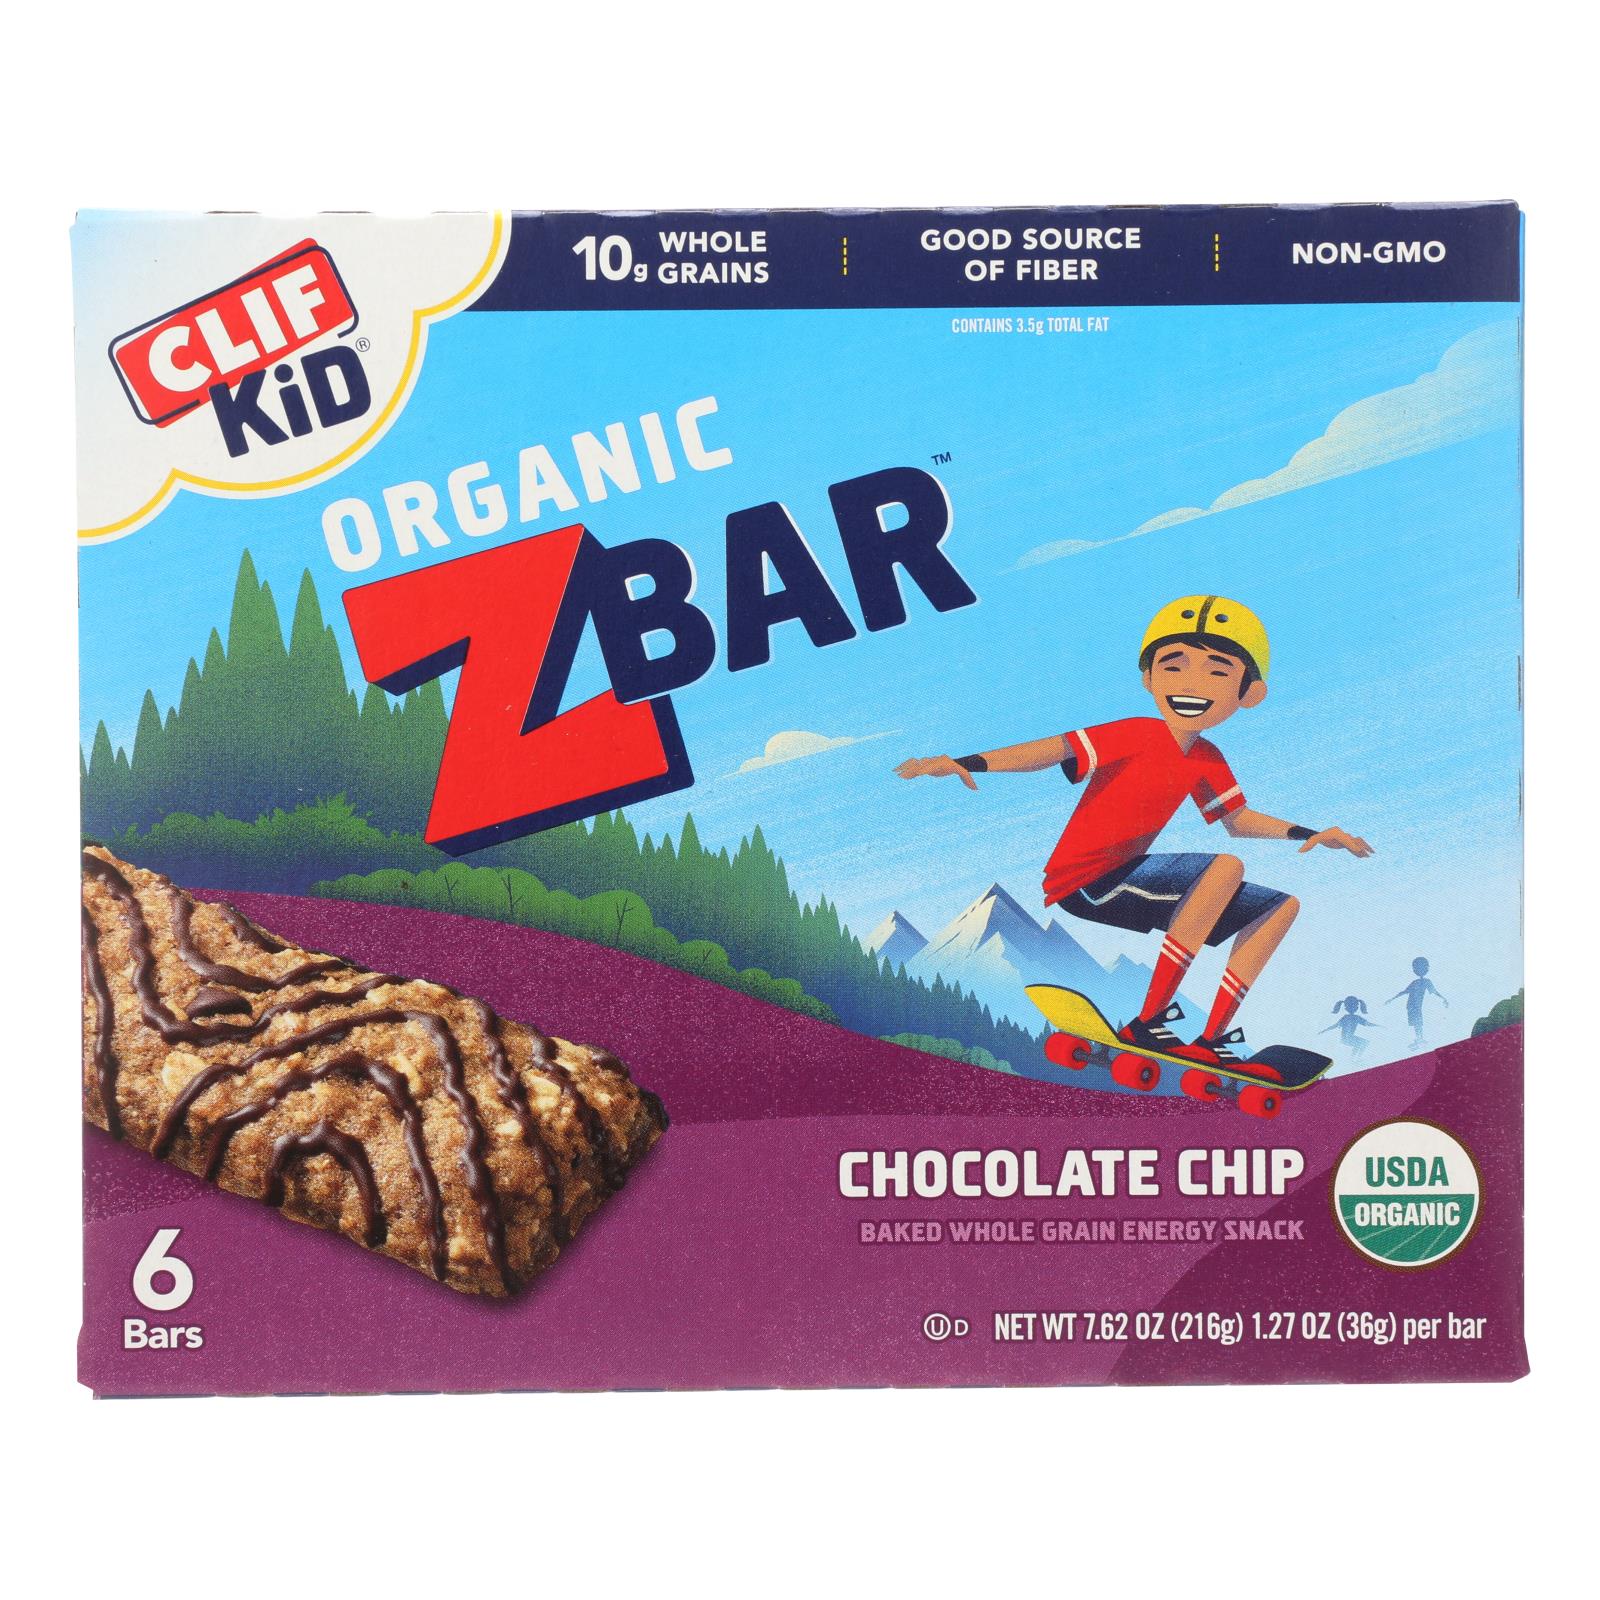 CLIF
KiD®
10g WHOLE
GRAINS
GOOD SOURCE
OF FIBER
NON-GMO
CONTAINS 3.5g TOTAL FAT
ORGANIC
ZBAR™
CHOCOLATE CHIP
BAKED WHOLE GRAIN ENERGY SNACK
USDA
ORGANIC
6
Bars
Ⓤ D NET WT 7.62 OZ (216g) 1.27 OZ (36g) per bar